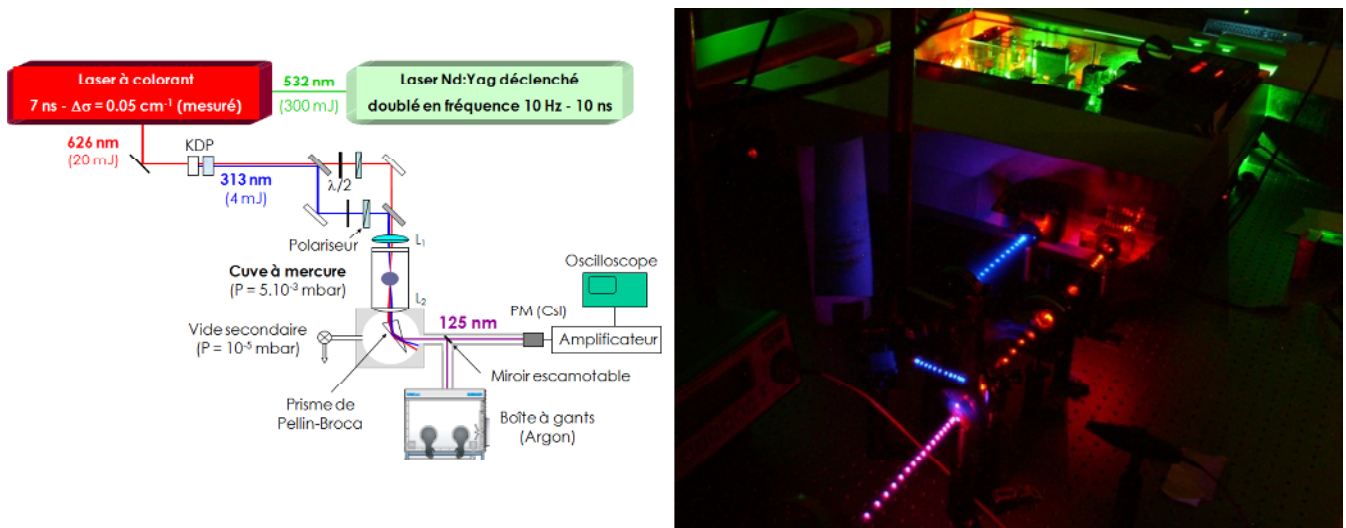 Laser à colorant
7 ns - Δσ = 0.05 cm⁻¹ (mesuré)
532 nm
(300 mJ)
Laser Nd:Yag déclenché
doublé en fréquence 10 Hz - 10 ns
626 nm
(20 mJ)
KDP
313 nm
(4 mJ)
λ/2
Polariseur
L₁
Cuve à mercure
(P = 5.10⁻³ mbar)
L₂
Oscilloscope
PM (CsI)
125 nm
Amplificateur
Vide secondaire
(P = 10⁻⁵ mbar)
Miroir escamotable
Prisme de
Pellin-Broca
Boîte à gants
(Argon)